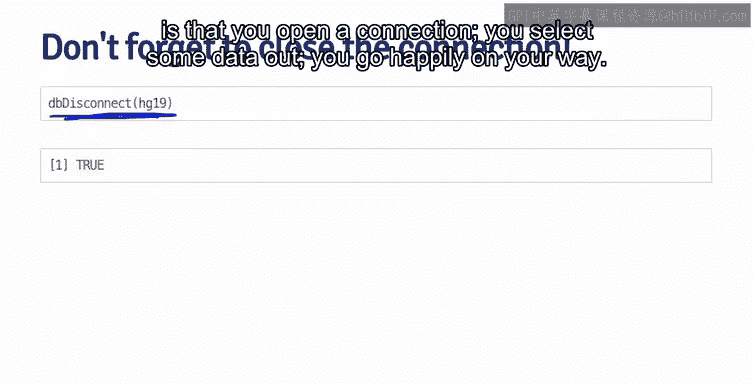 is that you open a connection; you select
Don't forget to close the connection!
some data out; you go happily on your way.
dbDisconnect(hg19)
[1] TRUE